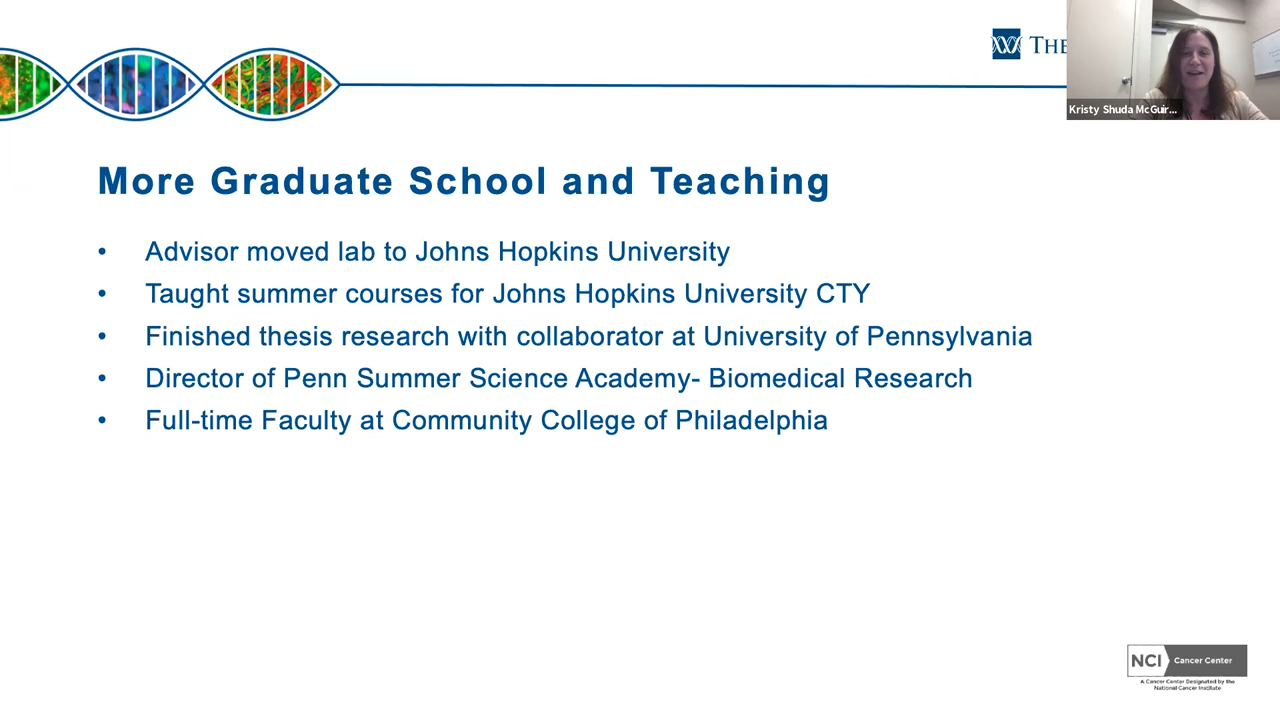 THE
Kristy Shuda McGuir...
More Graduate School and Teaching
• Advisor moved lab to Johns Hopkins University
• Taught summer courses for Johns Hopkins University CTY
• Finished thesis research with collaborator at University of Pennsylvania
• Director of Penn Summer Science Academy- Biomedical Research
• Full-time Faculty at Community College of Philadelphia
NCI Cancer Center
A Cancer Center Designated by the
National Cancer Institute